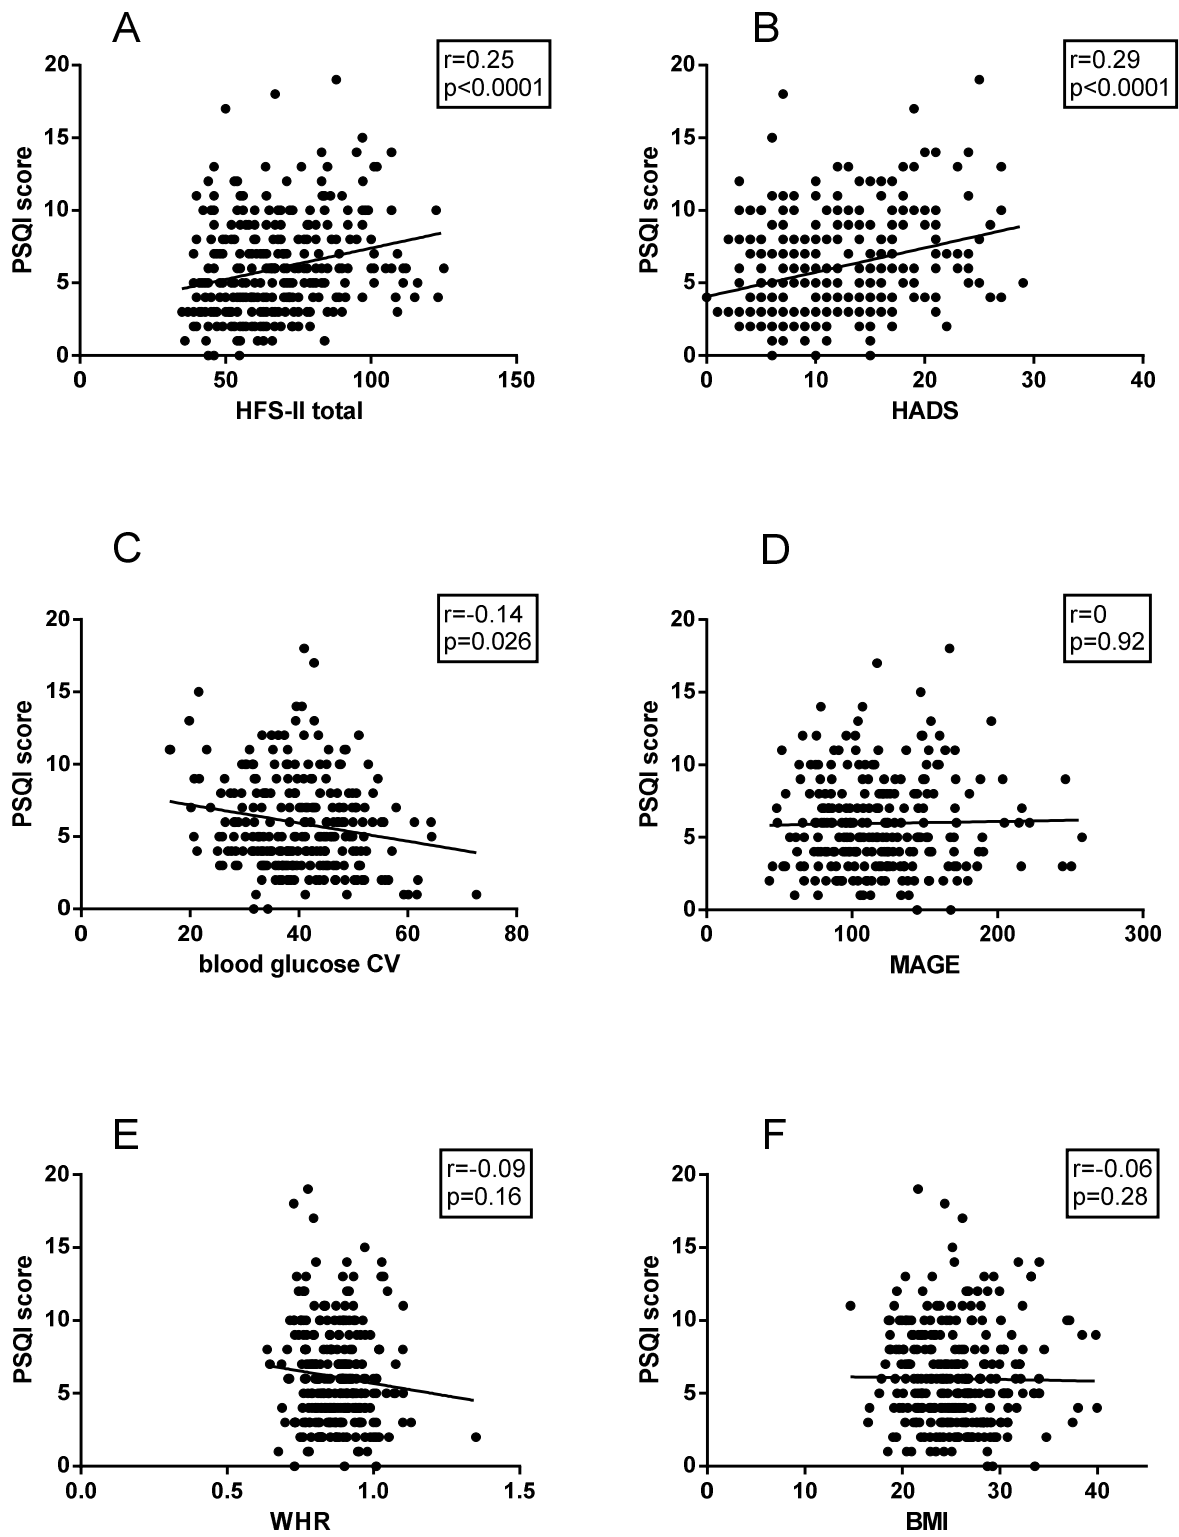 A
r=0.25
p<0.0001
PSQI score
20
15
10
5
0
0 50 100 150
HFS-II total
B
r=0.29
p<0.0001
PSQI score
20
15
10
5
0
0 10 20 30 40
HADS
C
r=-0.14
p=0.026
PSQI score
20
15
10
5
0
0 20 40 60 80
blood glucose CV
D
r=0
p=0.92
PSQI score
20
15
10
5
0
0 100 200 300
MAGE
E
r=-0.09
p=0.16
PSQI score
20
15
10
5
0
0.0 0.5 1.0 1.5
WHR
F
r=-0.06
p=0.28
PSQI score
20
15
10
5
0
0 10 20 30 40
BMI